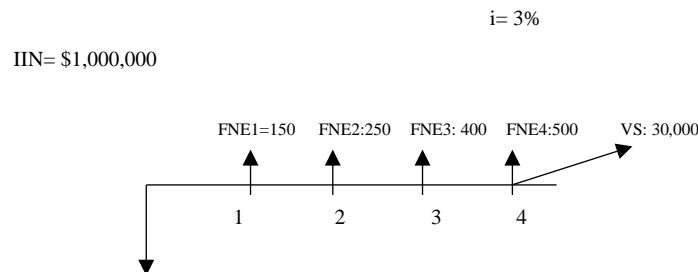 i= 3%
IIN= $1,000,000
FNE1=150 FNE2:250 FNE3: 400 FNE4:500 VS: 30,000
1 2 3 4